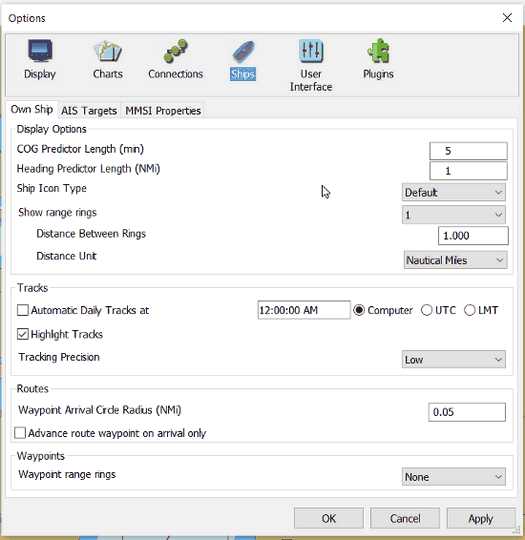 Options
Display
Charts
Connections
Ships
User
Interface
Plugins
Own Ship
AIS Targets
MMSI Properties
Display Options
COG Predictor Length (min)
5
Heading Predictor Length (NMi)
1
Ship Icon Type
Default
Show range rings
1
Distance Between Rings
1.000
Distance Unit
Nautical Miles
Tracks
Automatic Daily Tracks at
12:00:00 AM
Computer
UTC
LMT
Highlight Tracks
Tracking Precision
Low
Routes
Waypoint Arrival Circle Radius (NMi)
0.05
Advance route waypoint on arrival only
Waypoints
Waypoint range rings
None
OK
Cancel
Apply